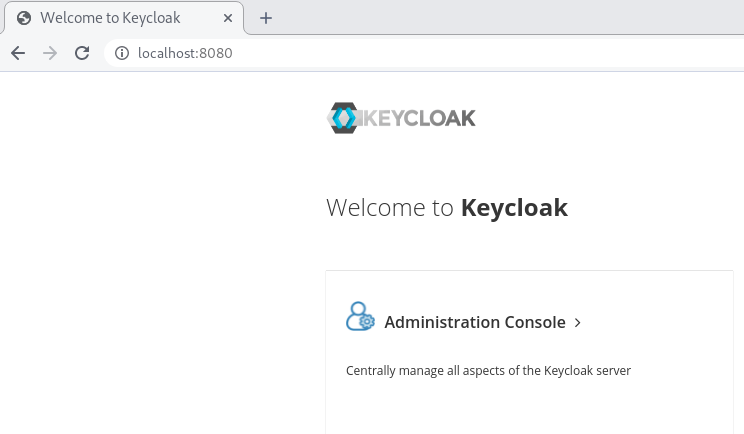 Welcome to Keycloak
localhost:8080
KEYCLOAK
Welcome to Keycloak
Administration Console
Centrally manage all aspects of the Keycloak server